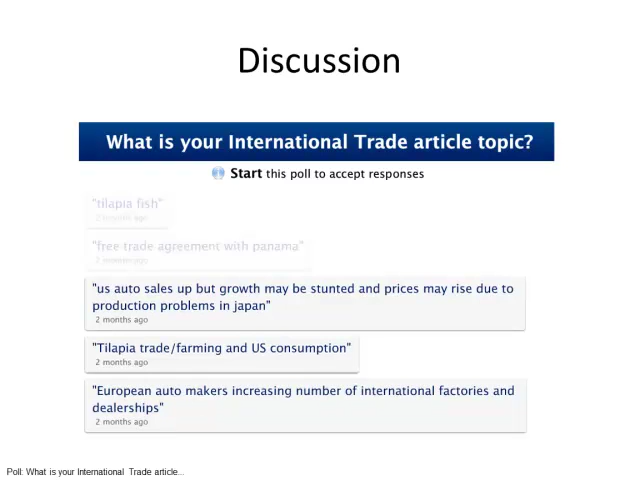 Discussion
What is your International Trade article topic?
Start this poll to accept responses
"tilapia fish"
2 months ago
"free trade agreement with panama"
2 months ago
"us auto sales up but growth may be stunted and prices may rise due to
production problems in japan"
2 months ago
"Tilapia trade/farming and US consumption"
2 months ago
"European auto makers increasing number of international factories and
dealerships"
2 months ago
Poll: What is your International Trade article...